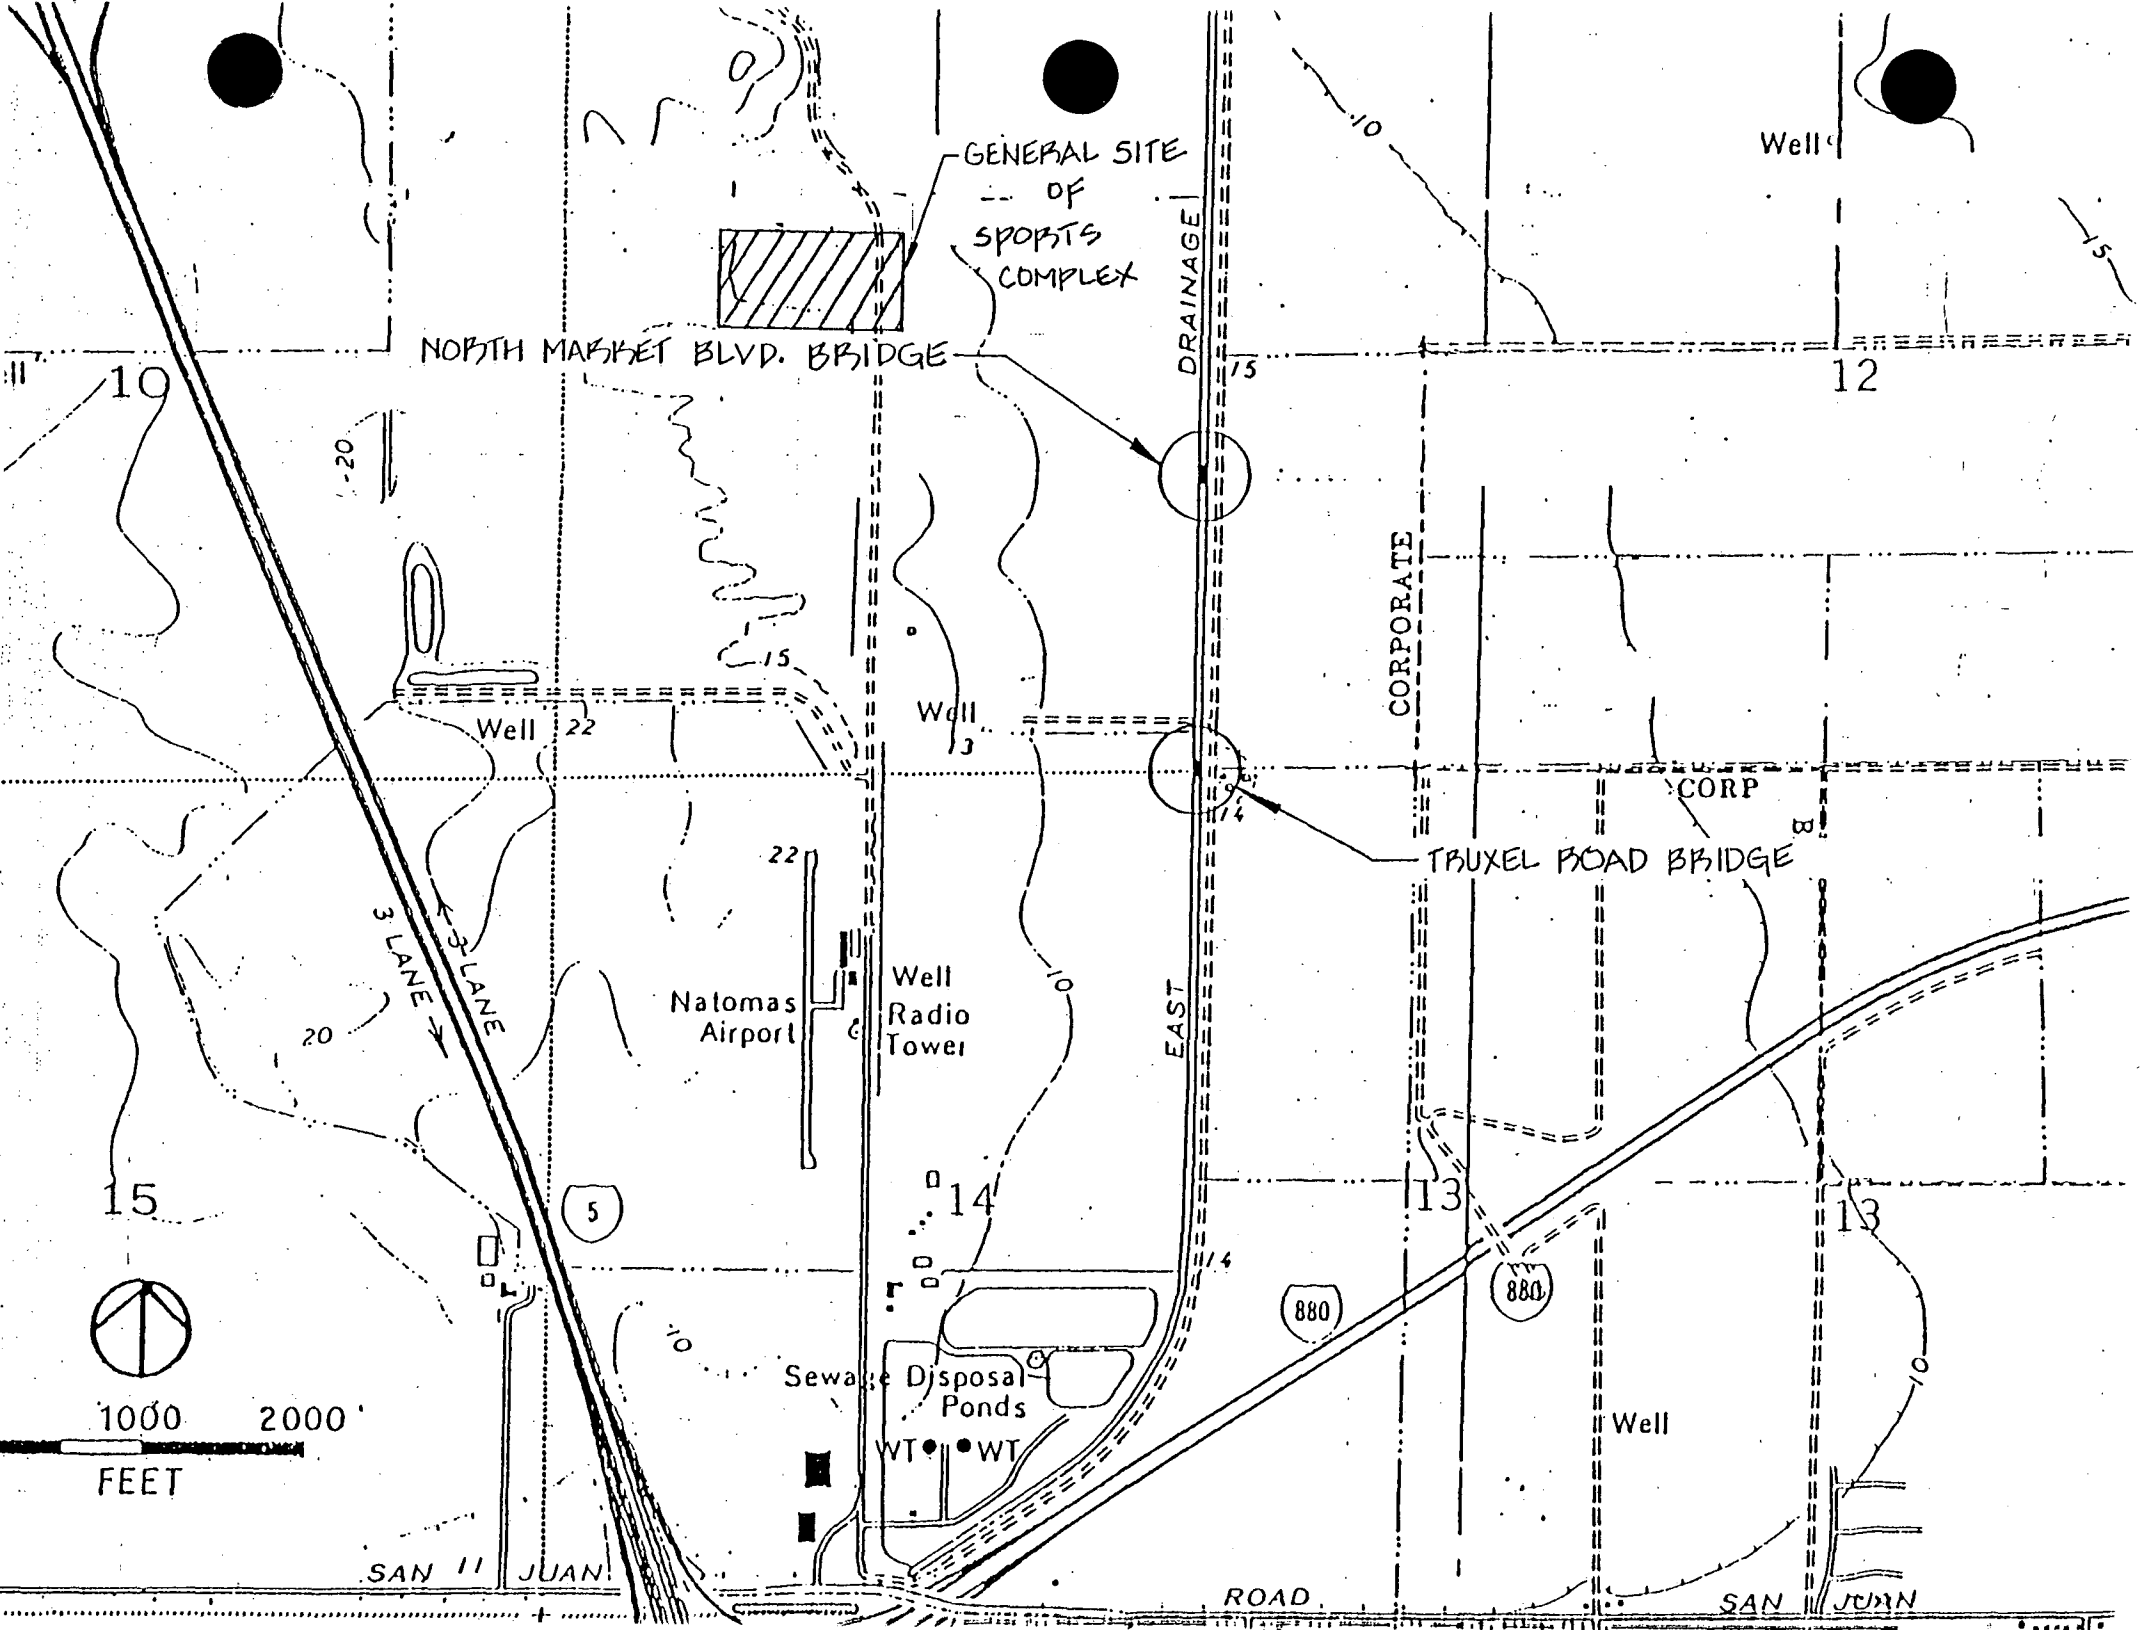 10
Well
GENERAL SITE
OF
SPORTS
COMPLEX
15
DRAINAGE
NORTH MARKET BLVD. BRIDGE
15
10
12
20
CORPORATE
15
Well 22
Well
3
CORP
14
B
TRUXEL ROAD BRIDGE
22
3 LANE
3 LANE
Well
Natomas
Airport
Radio
Tower
10
EAST
20
15
5
14
13
13
14
880
880
10
10
Sewage Disposal
Ponds
1000 2000
FEET
WT WT
Well
SAN 11 JUAN
ROAD
SAN JUAN